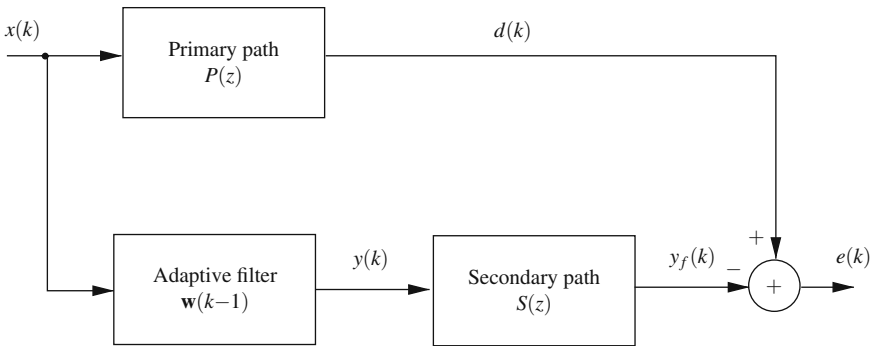 x(k)
Primary path
P(z)
d(k)
Adaptive filter
w(k−1)
y(k)
Secondary path
S(z)
y_f(k)
+
−
+
e(k)